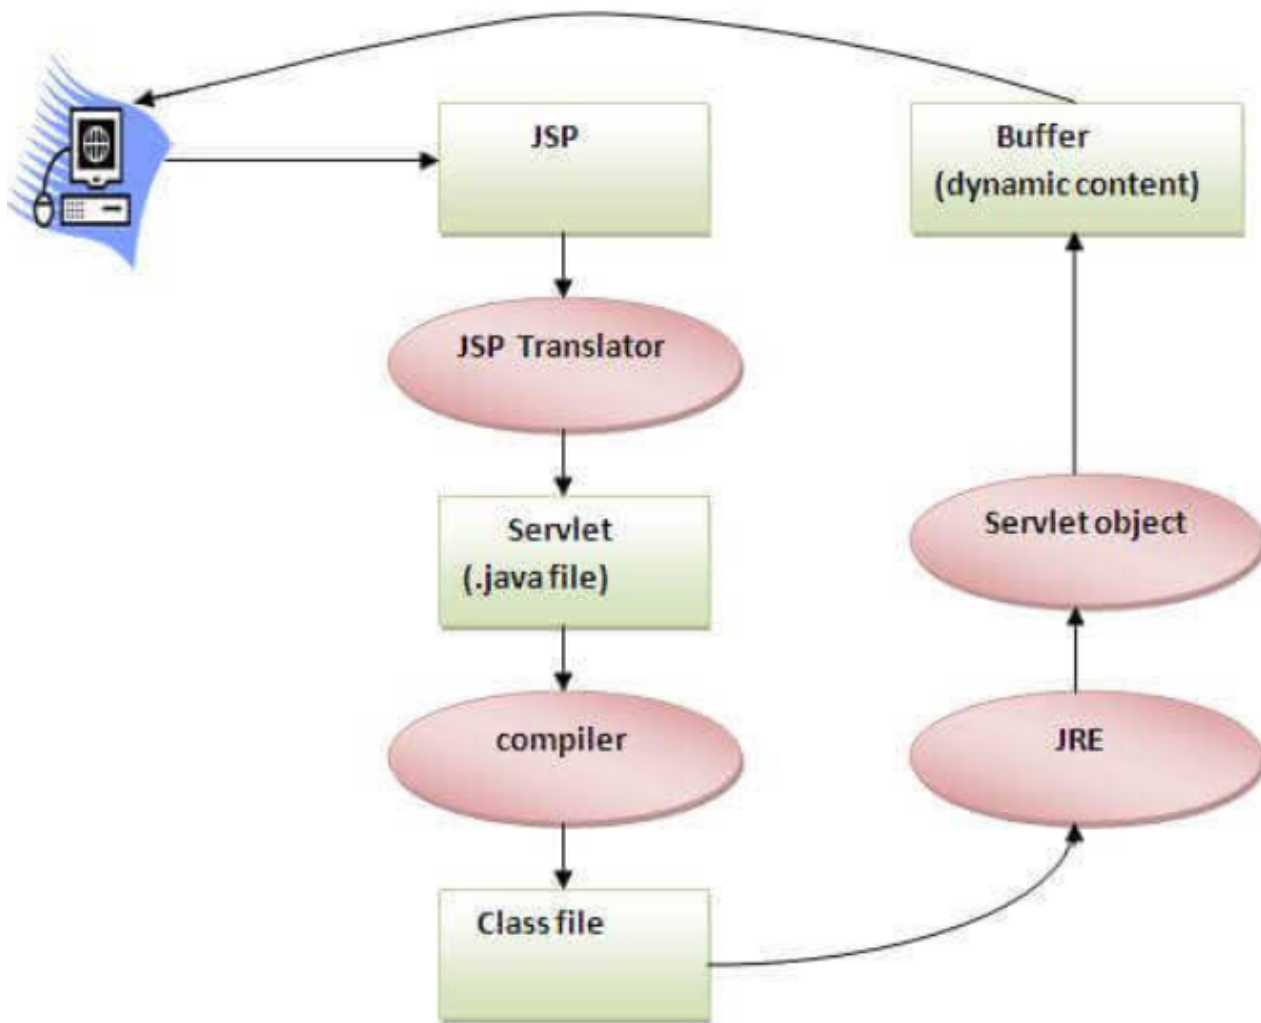 JSP
JSP Translator
Servlet
(.java file)
compiler
Class file
JRE
Servlet object
Buffer
(dynamic content)